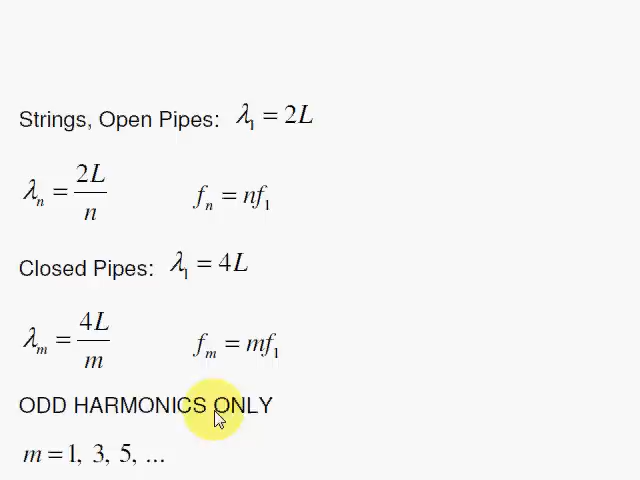 Strings, Open Pipes: λ₁ = 2L
λₙ = 2L/n fₙ = nf₁
Closed Pipes: λ₁ = 4L
λₘ = 4L/m fₘ = mf₁
ODD HARMONICS ONLY
m = 1, 3, 5, ...